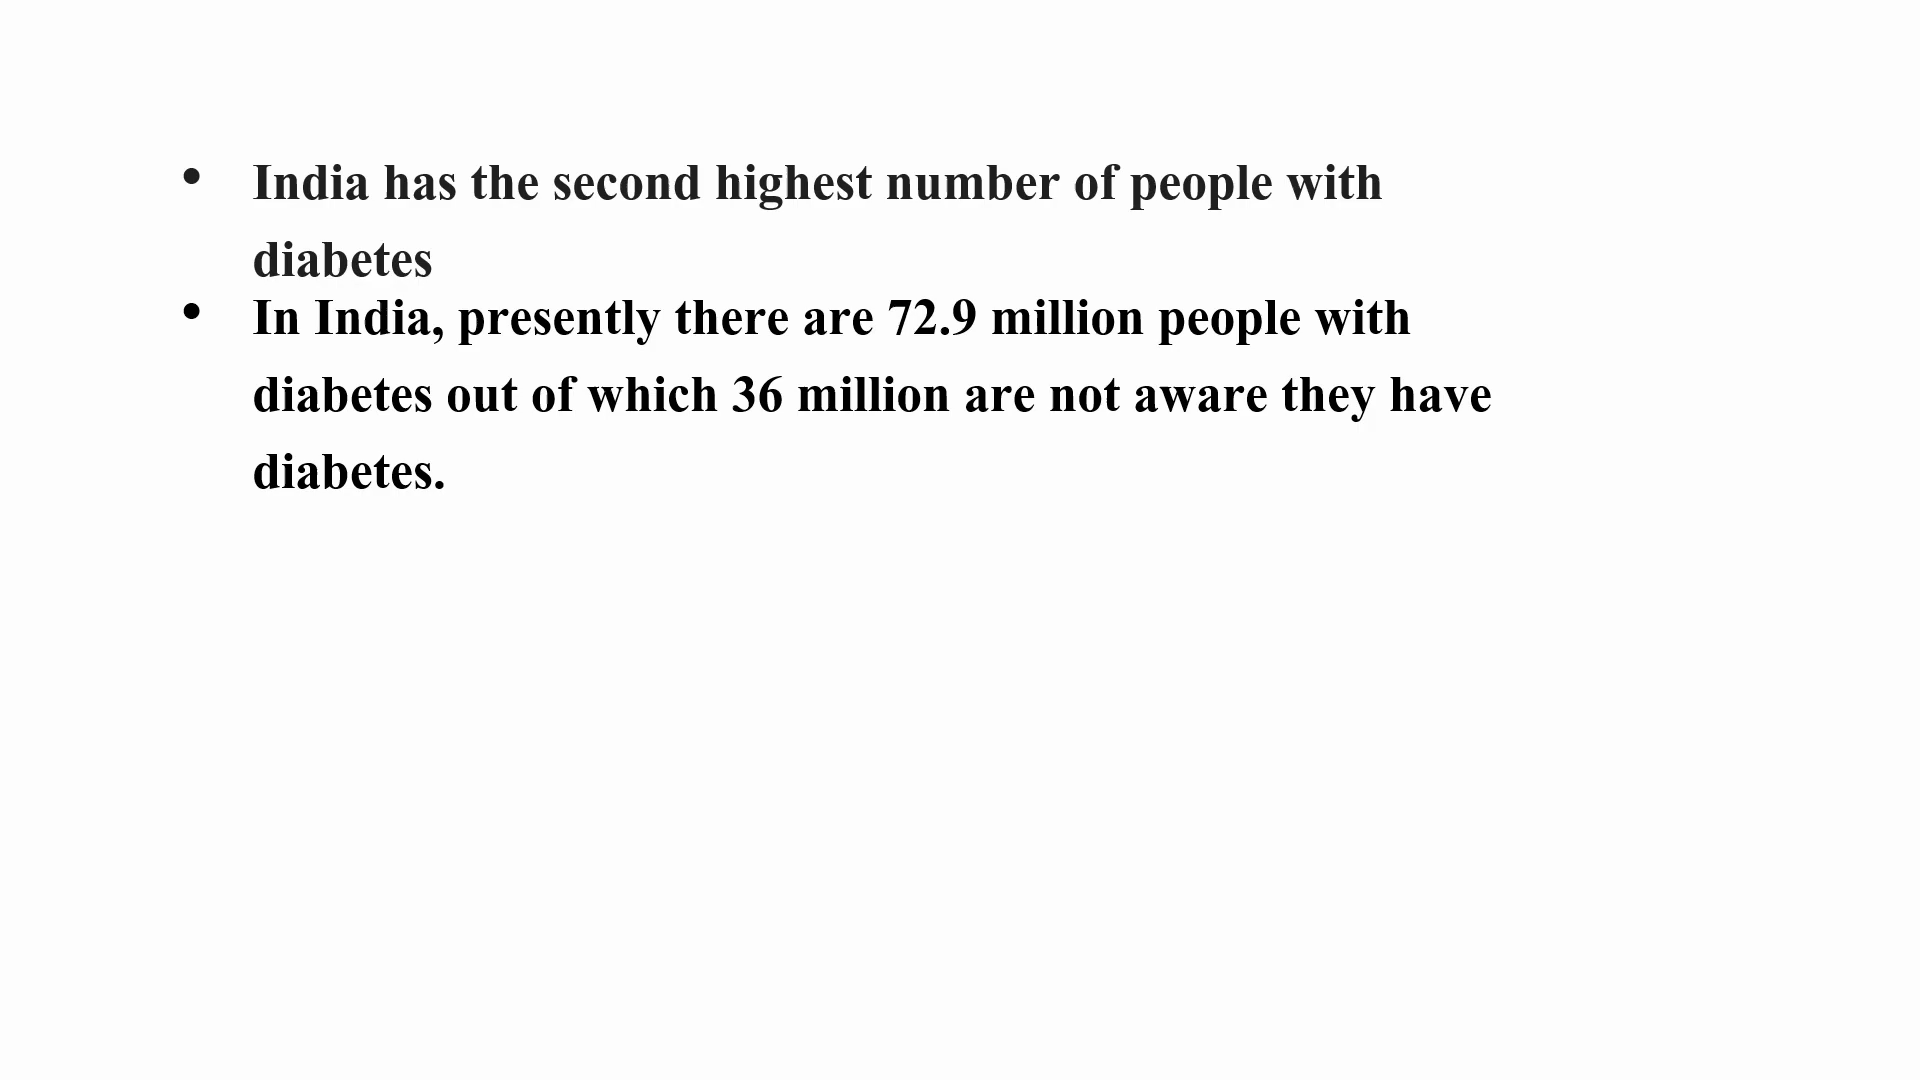 • India has the second highest number of people with
diabetes
• In India, presently there are 72.9 million people with
diabetes out of which 36 million are not aware they have
diabetes.